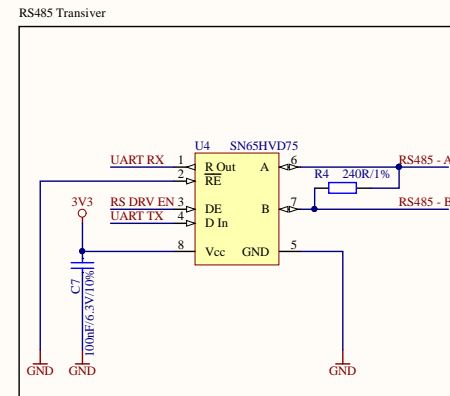 RS485 Transiver
U4 SN65HVD75
UART RX 1 R Out A 6 RS485 - A
2 RE R4 240R/1%
3V3 RS DRV EN 3 DE B 7 RS485 - B
UART TX 4 D In
8 Vcc GND 5
C7
100nF/6.3V/10%
GND GND GND